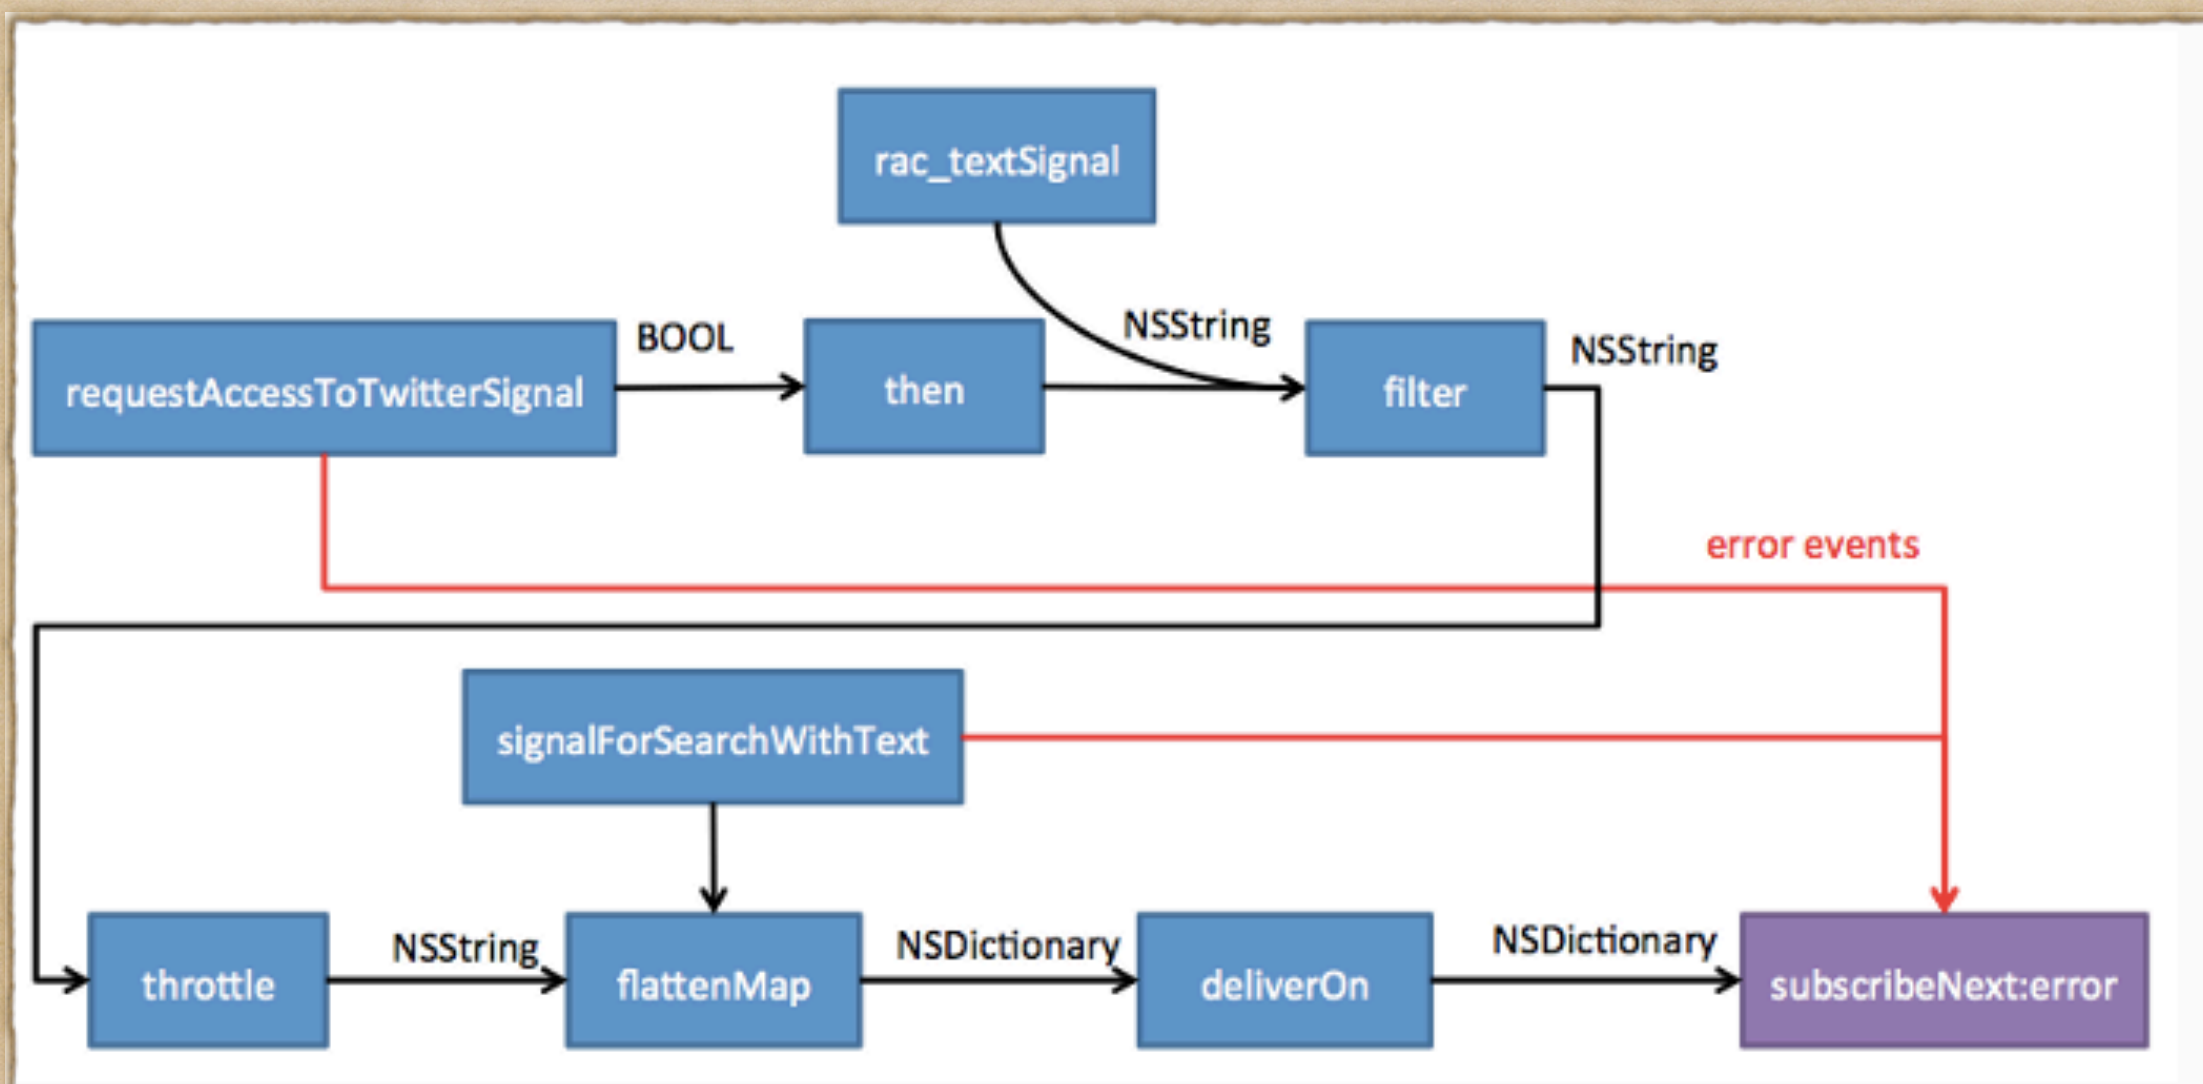 rac_textSignal
NSString
BOOL
NSString
requestAccessToTwitterSignal
then
filter
error events
signalForSearchWithText
NSString
NSDictionary
NSDictionary
throttle
flattenMap
deliverOn
subscribeNext:error